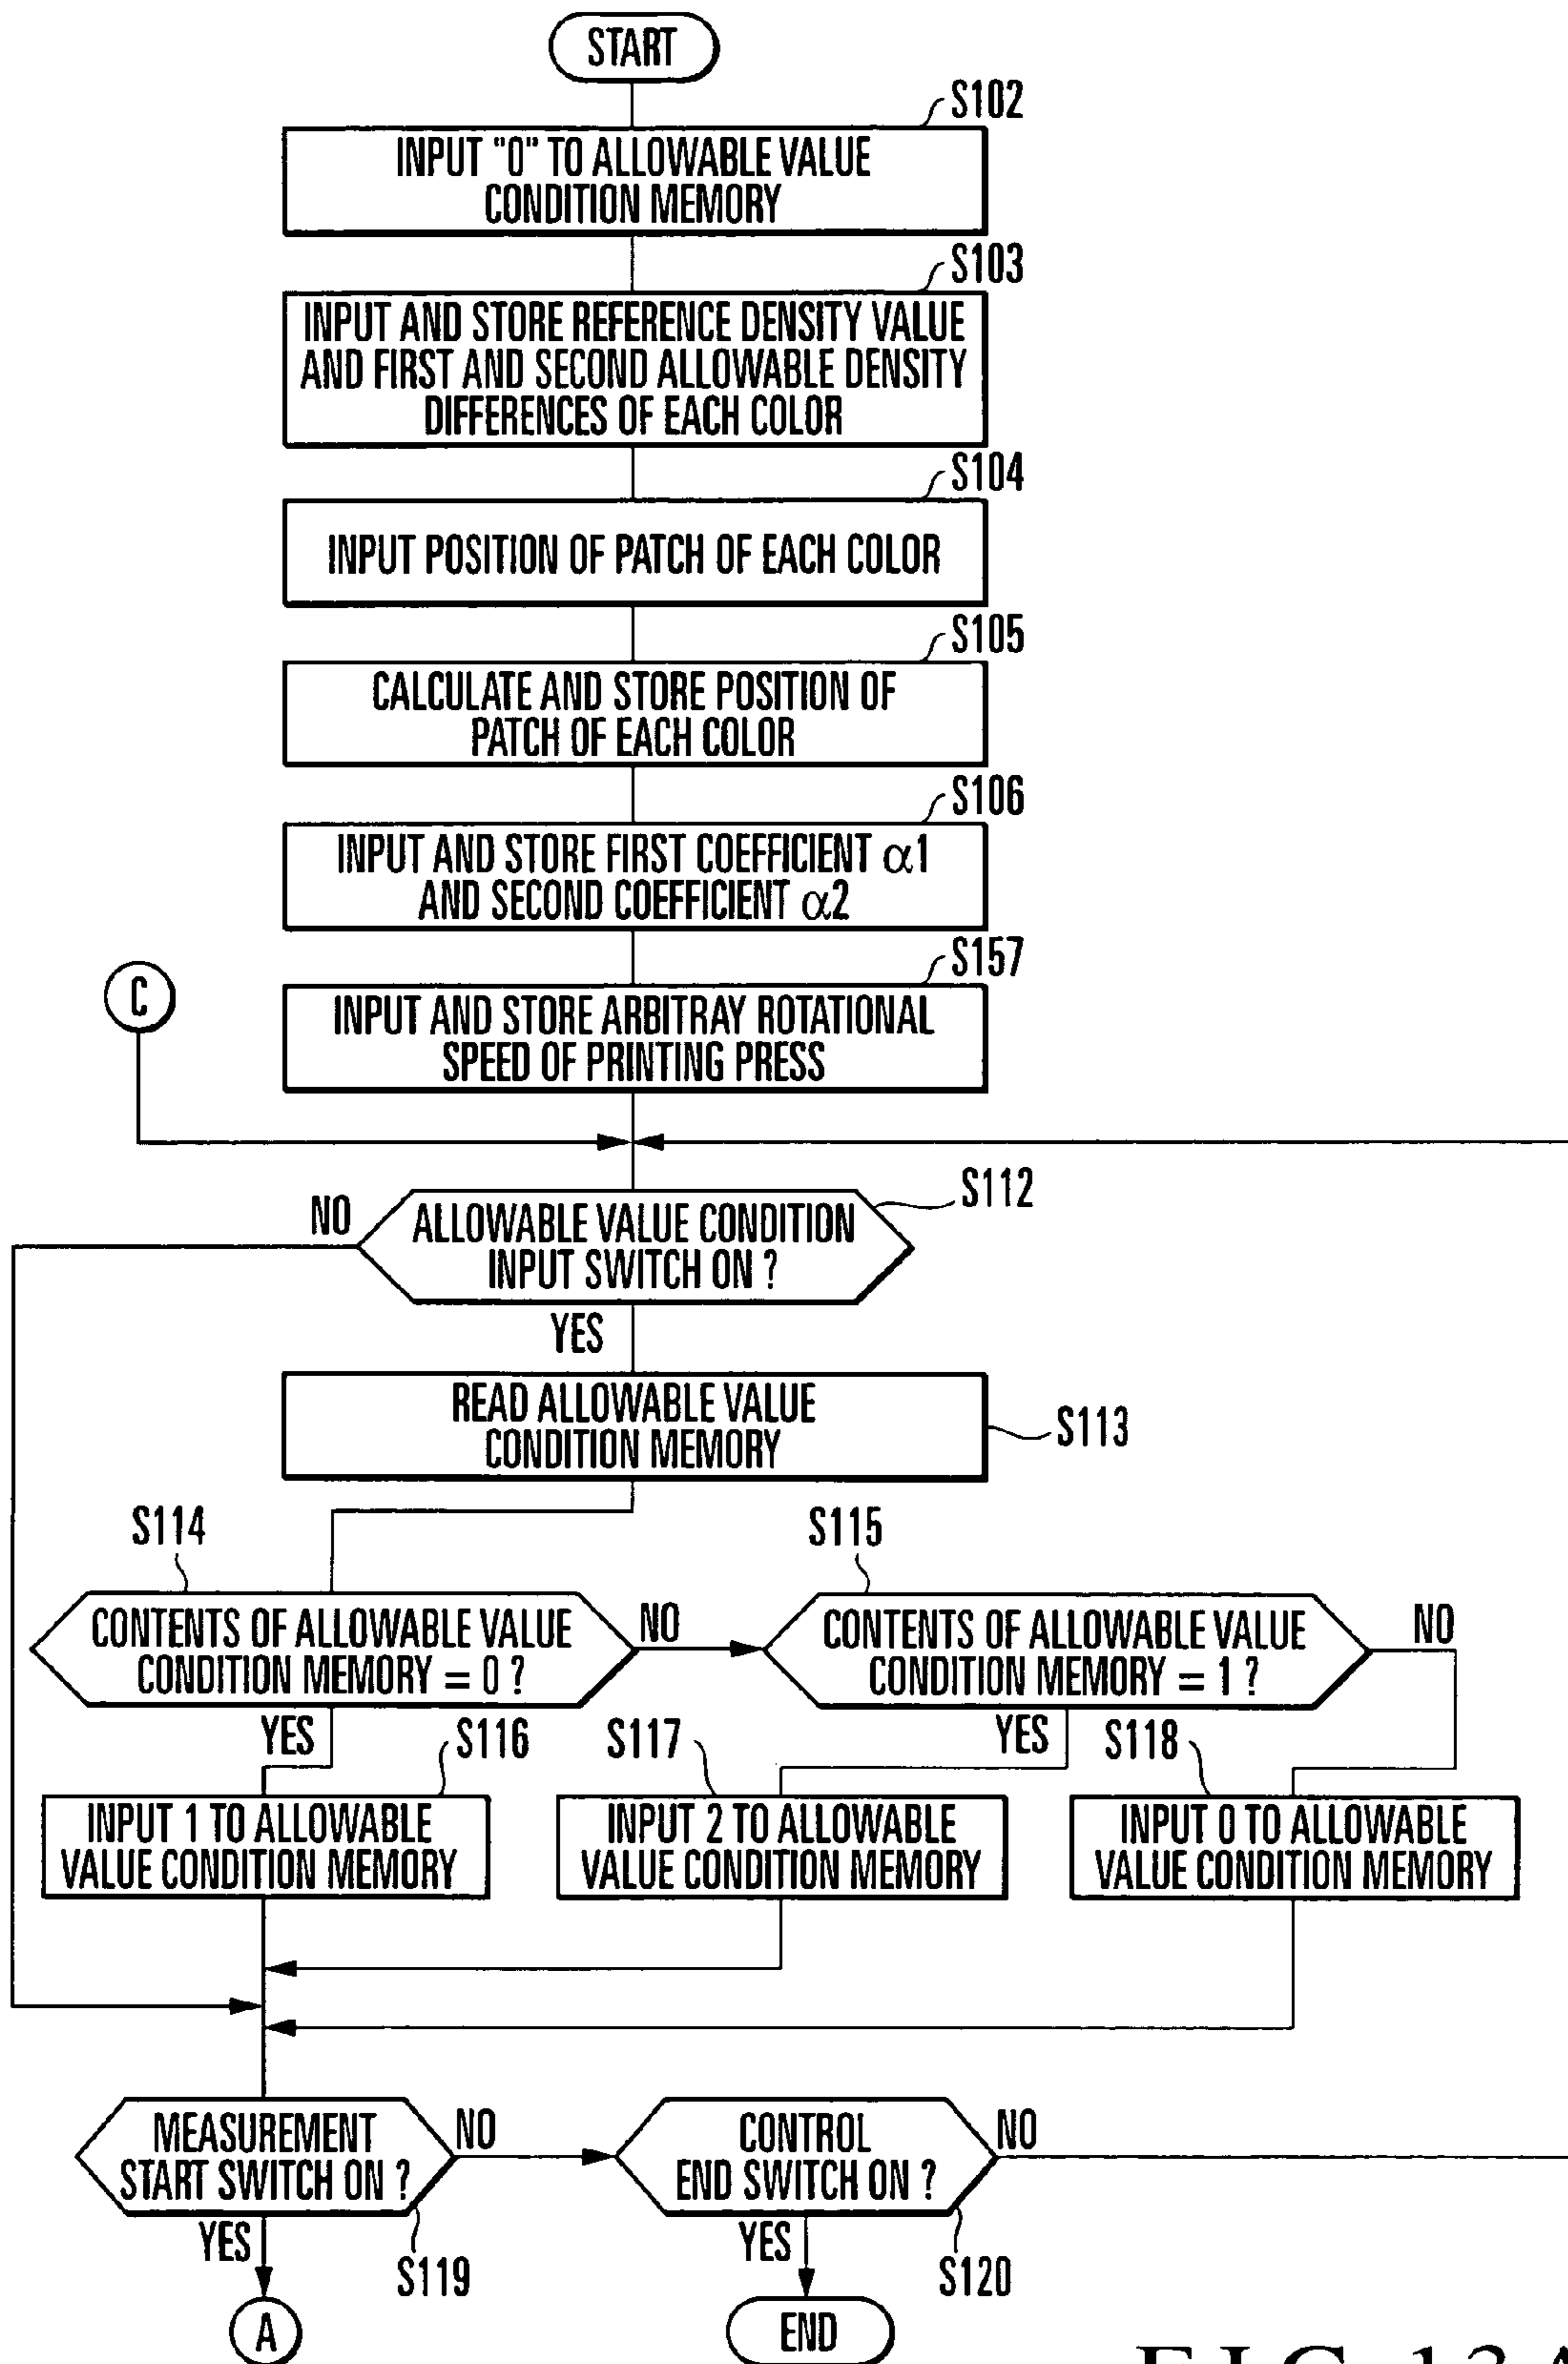 START
S102
INPUT "0" TO ALLOWABLE VALUE
CONDITION MEMORY
S103
INPUT AND STORE REFERENCE DENSITY VALUE
AND FIRST AND SECOND ALLOWABLE DENSITY
DIFFERENCES OF EACH COLOR
S104
INPUT POSITION OF PATCH OF EACH COLOR
S105
CALCULATE AND STORE POSITION OF
PATCH OF EACH COLOR
S106
INPUT AND STORE FIRST COEFFICIENT α1
AND SECOND COEFFICIENT α2
S157
C
INPUT AND STORE ARBITRAY ROTATIONAL
SPEED OF PRINTING PRESS
S112
NO
ALLOWABLE VALUE CONDITION
INPUT SWITCH ON ?
YES
READ ALLOWABLE VALUE
CONDITION MEMORY
S113
S114
S115
CONTENTS OF ALLOWABLE VALUE
CONDITION MEMORY = 0 ?
NO
CONTENTS OF ALLOWABLE VALUE
CONDITION MEMORY = 1 ?
NO
YES
S116
S117
YES
S118
INPUT 1 TO ALLOWABLE
VALUE CONDITION MEMORY
INPUT 2 TO ALLOWABLE
VALUE CONDITION MEMORY
INPUT 0 TO ALLOWABLE
VALUE CONDITION MEMORY
MEASUREMENT
START SWITCH ON ?
NO
CONTROL
END SWITCH ON ?
NO
YES
S119
YES
S120
A
END